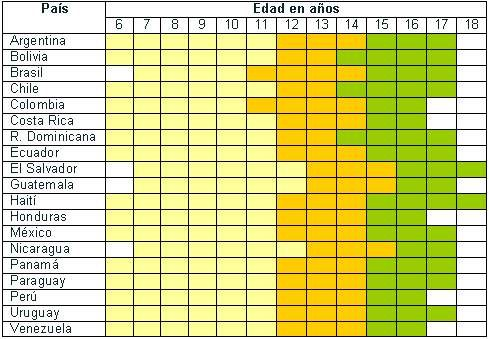 País Edad en años
6 7 8 9 10 11 12 13 14 15 16 17 18
Argentina
Bolivia
Brasil
Chile
Colombia
Costa Rica
R. Dominicana
Ecuador
El Salvador
Guatemala
Haití
Honduras
México
Nicaragua
Panamá
Paraguay
Perú
Uruguay
Venezuela